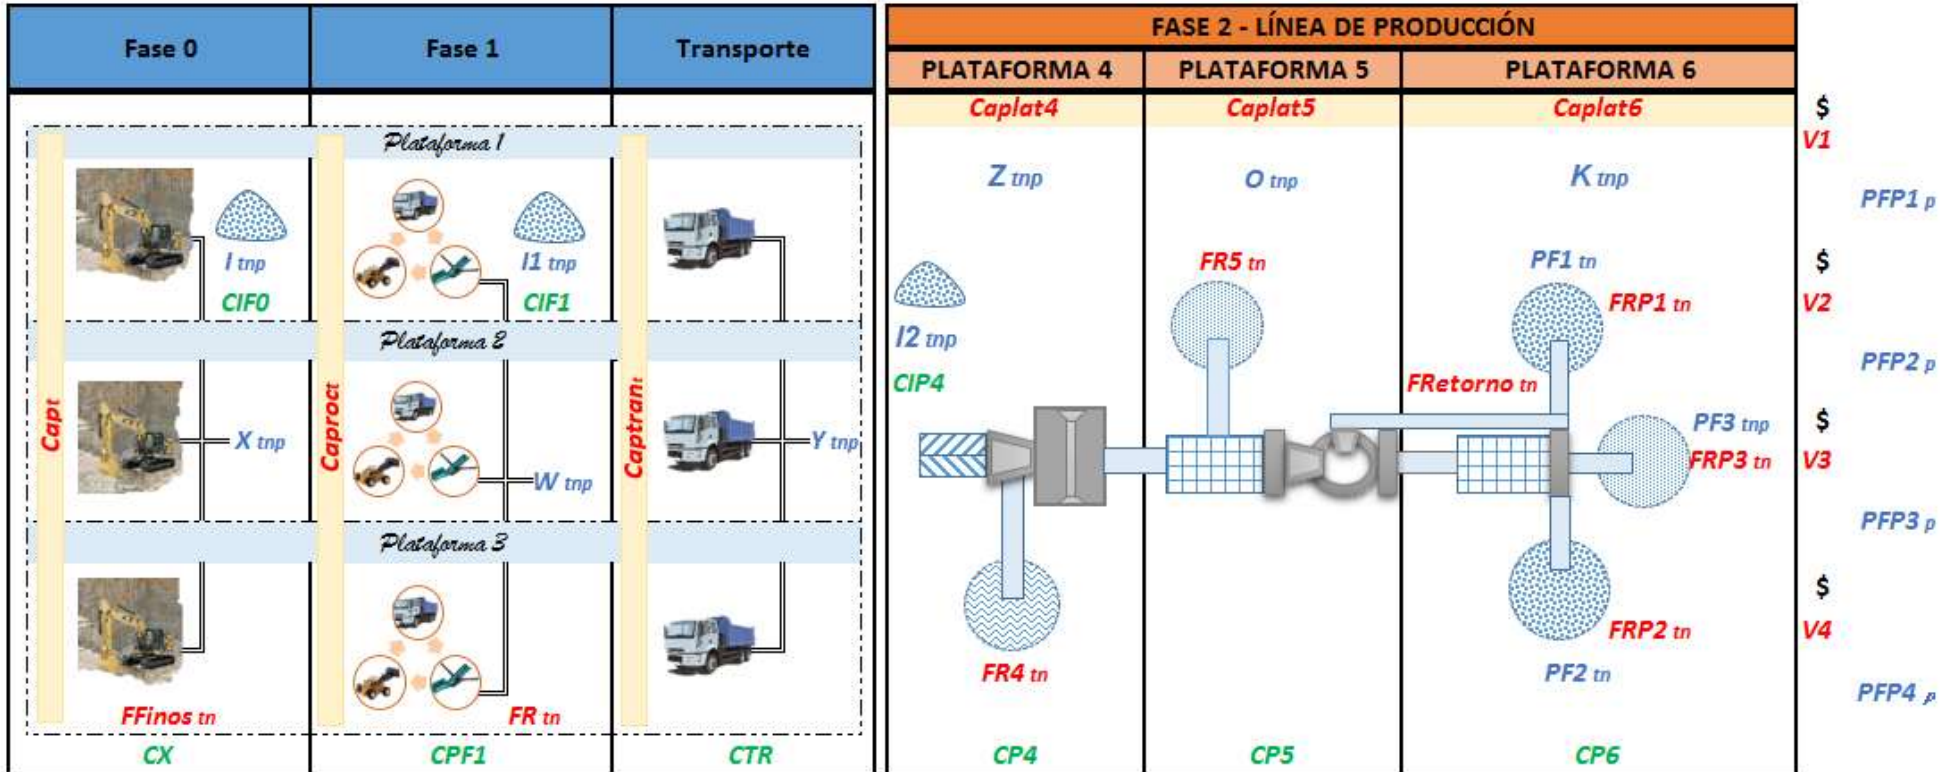 Fase 0
Fase 1
Transporte
Plataforma 1
I tnp
CIF0
I1 tnp
CIF1
Plataforma 2
Capt
X tnp
Caproct
W tnp
Captrant
Y tnp
Plataforma 3
FFinos tn
FR tn
CX
CPF1
CTR
FASE 2 - LÍNEA DE PRODUCCIÓN
PLATAFORMA 4
PLATAFORMA 5
PLATAFORMA 6
Caplat4
Caplat5
Caplat6
$
V1
Z tnp
O tnp
K tnp
PFP1 p
FR5 tn
PF1 tn
$
FRP1 tn
V2
I2 tnp
PFP2 p
CIP4
FRetorno tn
$
PF3 tnp
FRP3 tn
V3
PFP3 p
$
FRP2 tn
V4
FR4 tn
PF2 tn
PFP4 p
CP4
CP5
CP6